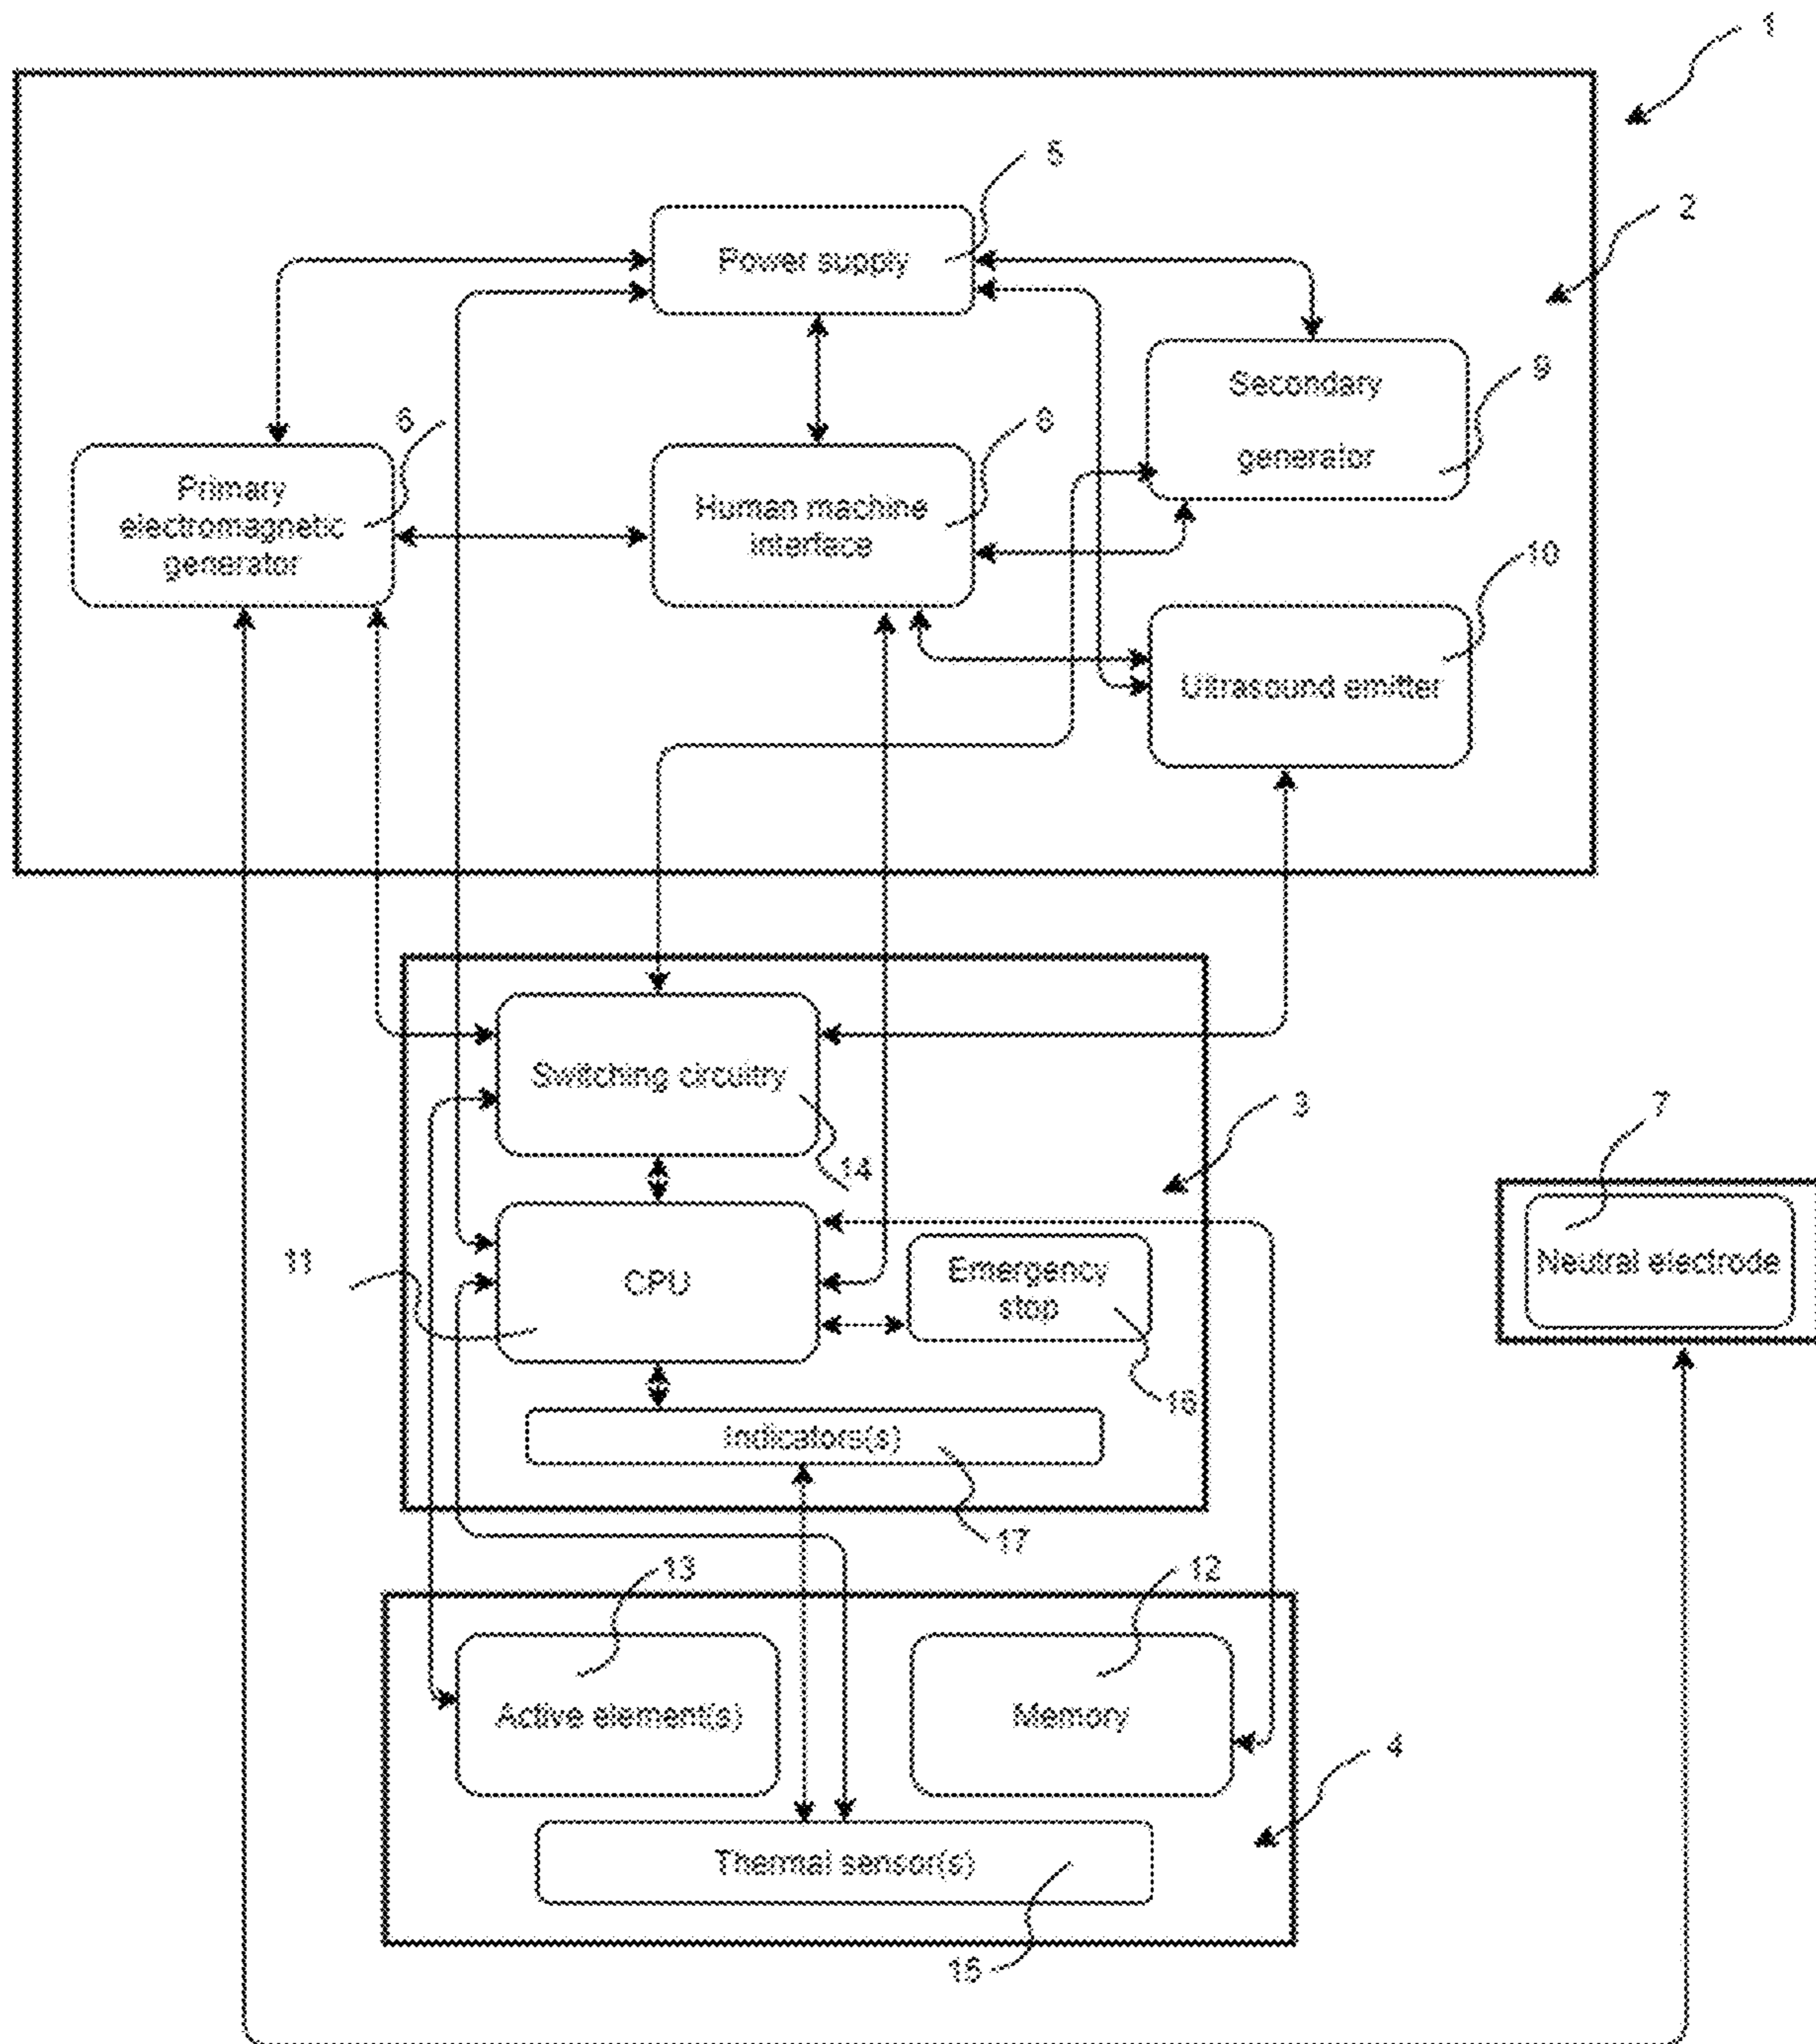 1
2
5
Power supply
Secondary
generator
9
6
8
Primary
electromagnetic
generator
Human machine
interface
10
Ultrasound emitter
Switching circuitry
14
3
7
Neutral electrode
11
CPU
Emergency
stop
16
Indicators(s)
17
13
12
Active element(s)
Memory
4
Thermal sensor(s)
15